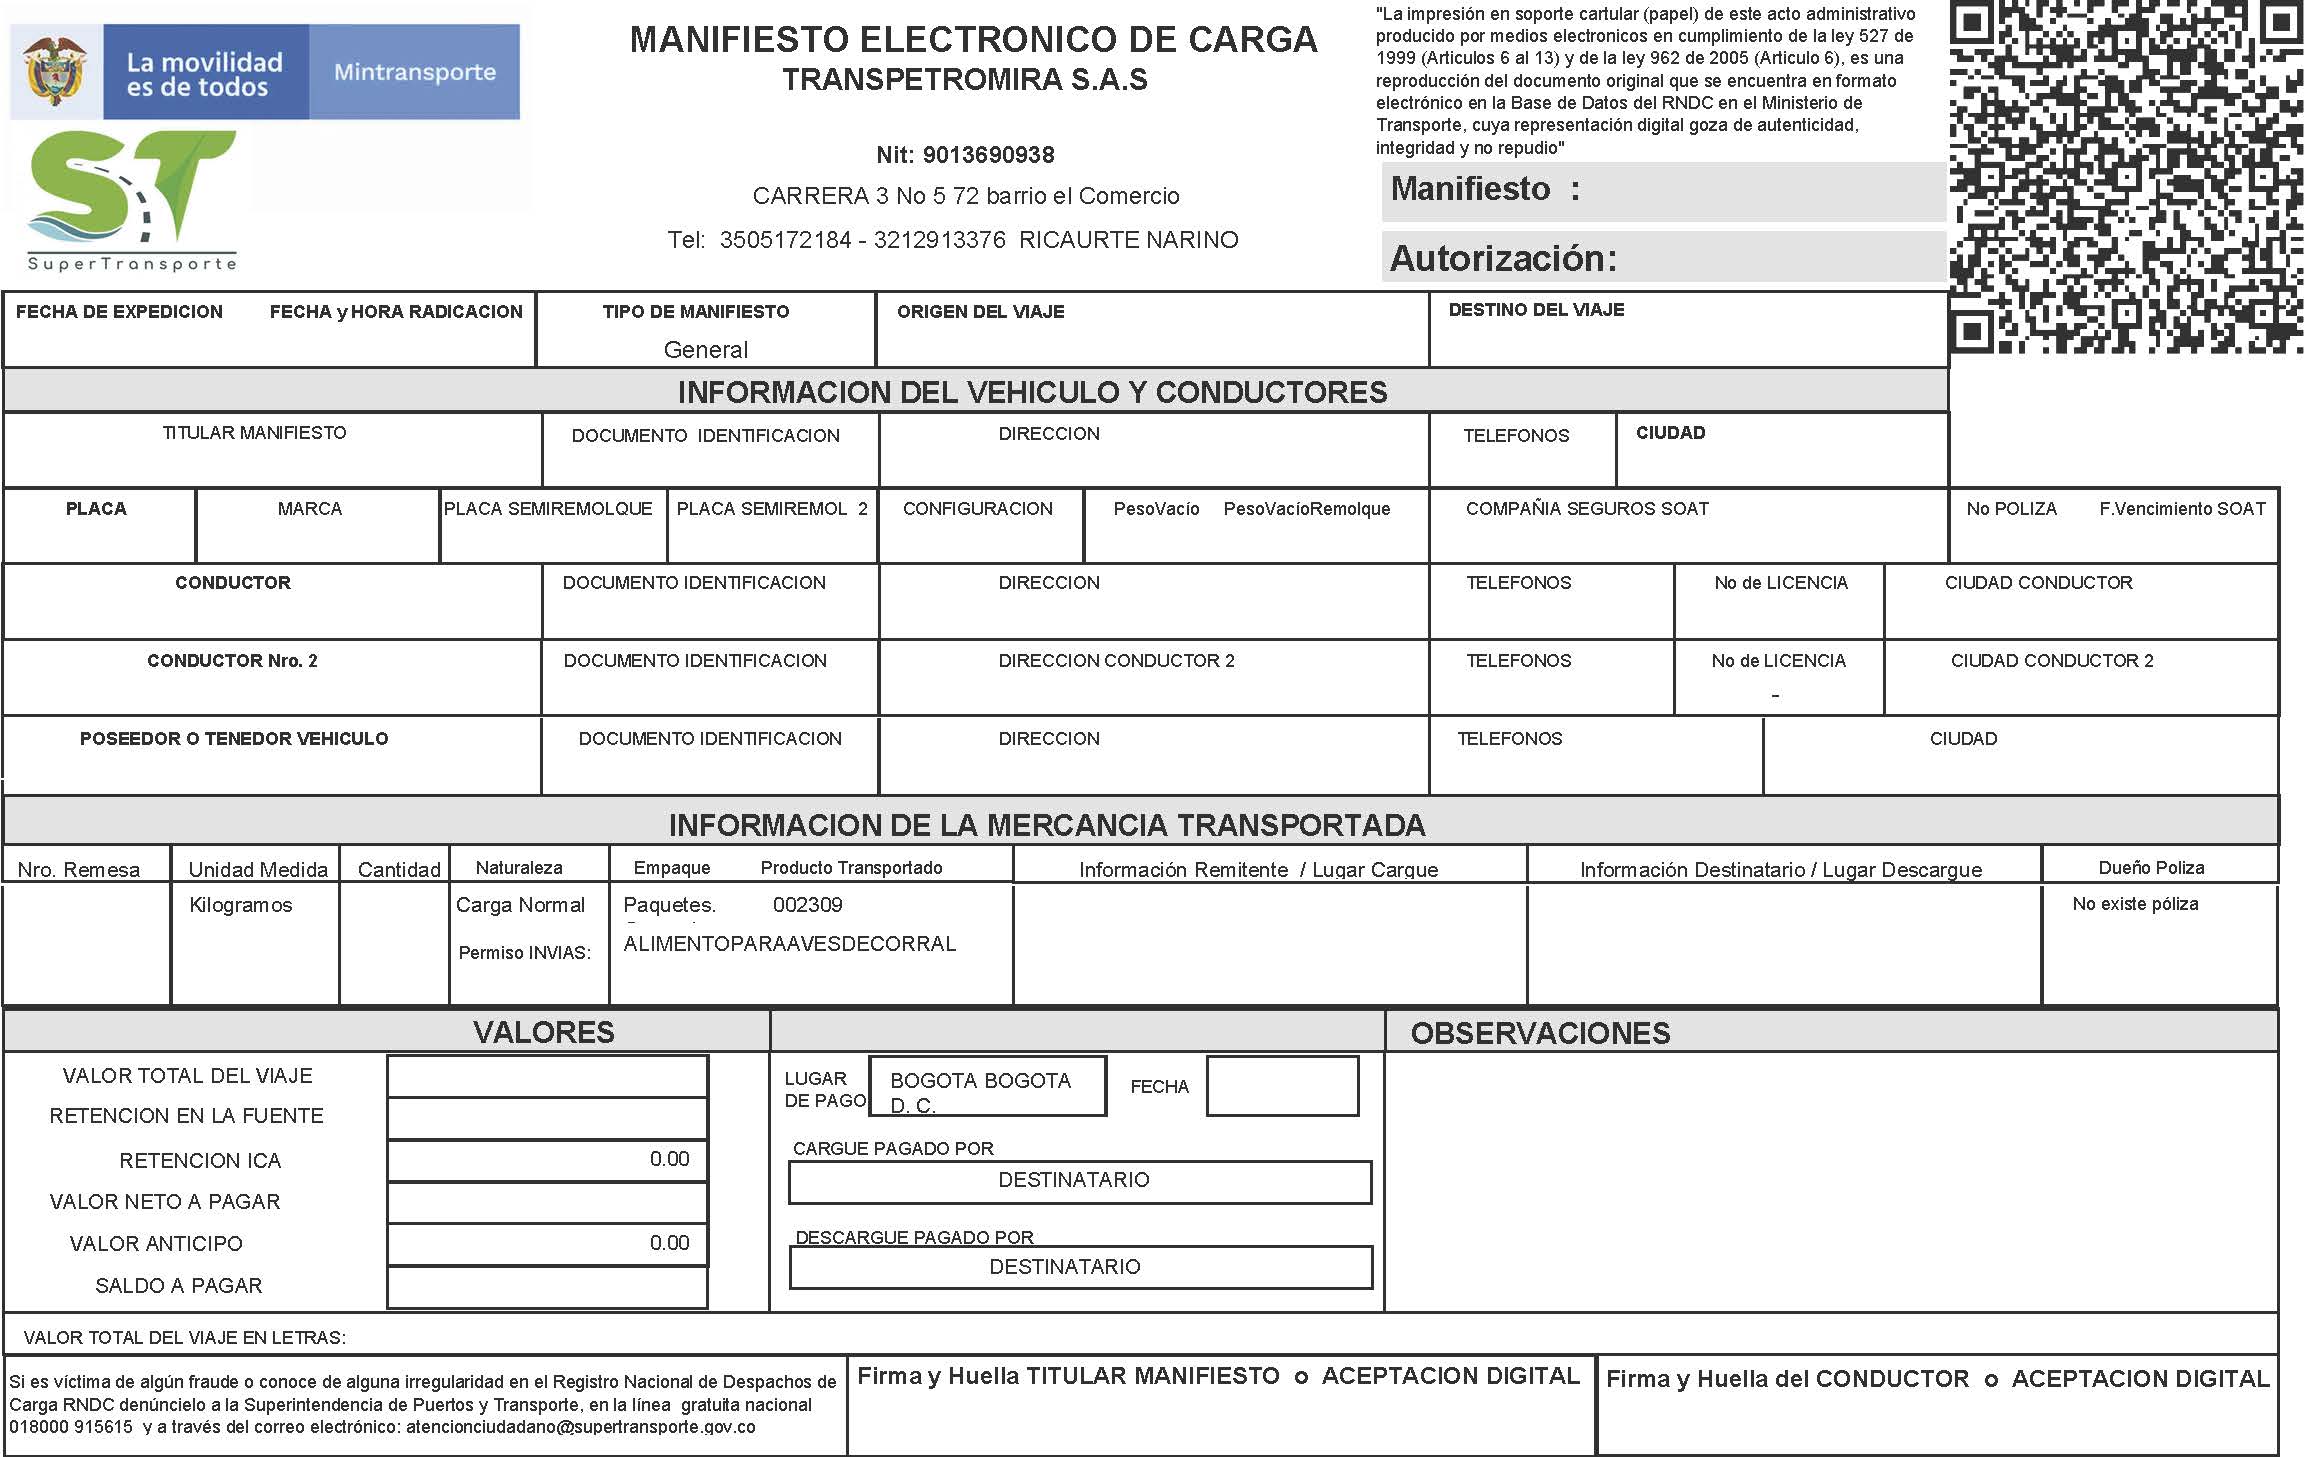 La movilidad
es de todos
Mintransporte
SuperTransporte
MANIFIESTO ELECTRONICO DE CARGA
TRANSPETROMIRA S.A.S
Nit: 9013690938
CARRERA 3 No 5 72 barrio el Comercio
Tel: 3505172184 - 3212913376 RICAURTE NARINO
"La impresión en soporte cartular (papel) de este acto administrativo
producido por medios electronicos en cumplimiento de la ley 527 de
1999 (Articulos 6 al 13) y de la ley 962 de 2005 (Articulo 6), es una
reproducción del documento original que se encuentra en formato
electrónico en la Base de Datos del RNDC en el Ministerio de
Transporte, cuya representación digital goza de autenticidad,
integridad y no repudio"
Manifiesto :
Autorización:
FECHA DE EXPEDICION FECHA y HORA RADICACION TIPO DE MANIFIESTO ORIGEN DEL VIAJE DESTINO DEL VIAJE
General
INFORMACION DEL VEHICULO Y CONDUCTORES
TITULAR MANIFIESTO DOCUMENTO IDENTIFICACION DIRECCION TELEFONOS CIUDAD
PLACA MARCA PLACA SEMIREMOLQUE PLACA SEMIREMOL 2 CONFIGURACION PesoVacío PesoVacíoRemolque COMPAÑIA SEGUROS SOAT No POLIZA F.Vencimiento SOAT
CONDUCTOR DOCUMENTO IDENTIFICACION DIRECCION TELEFONOS No de LICENCIA CIUDAD CONDUCTOR
CONDUCTOR Nro. 2 DOCUMENTO IDENTIFICACION DIRECCION CONDUCTOR 2 TELEFONOS No de LICENCIA CIUDAD CONDUCTOR 2
-
POSEEDOR O TENEDOR VEHICULO DOCUMENTO IDENTIFICACION DIRECCION TELEFONOS CIUDAD
INFORMACION DE LA MERCANCIA TRANSPORTADA
Nro. Remesa Unidad Medida Cantidad Naturaleza Empaque Producto Transportado Información Remitente / Lugar Cargue Información Destinatario / Lugar Descargue Dueño Poliza
Kilogramos Carga Normal Paquetes. 002309 No existe póliza
Permiso INVIAS: ALIMENTOPARAAVESDECORRAL
VALORES OBSERVACIONES
VALOR TOTAL DEL VIAJE
RETENCION EN LA FUENTE
RETENCION ICA 0.00
VALOR NETO A PAGAR
VALOR ANTICIPO 0.00
SALDO A PAGAR
LUGAR
DE PAGO
BOGOTA BOGOTA
D. C.
FECHA
CARGUE PAGADO POR
DESTINATARIO
DESCARGUE PAGADO POR
DESTINATARIO
VALOR TOTAL DEL VIAJE EN LETRAS:
Si es víctima de algún fraude o conoce de alguna irregularidad en el Registro Nacional de Despachos de
Carga RNDC denúncielo a la Superintendencia de Puertos y Transporte, en la línea gratuita nacional
018000 915615 y a través del correo electrónico: atencionciudadano@supertransporte.gov.co
Firma y Huella TITULAR MANIFIESTO o ACEPTACION DIGITAL
Firma y Huella del CONDUCTOR o ACEPTACION DIGITAL